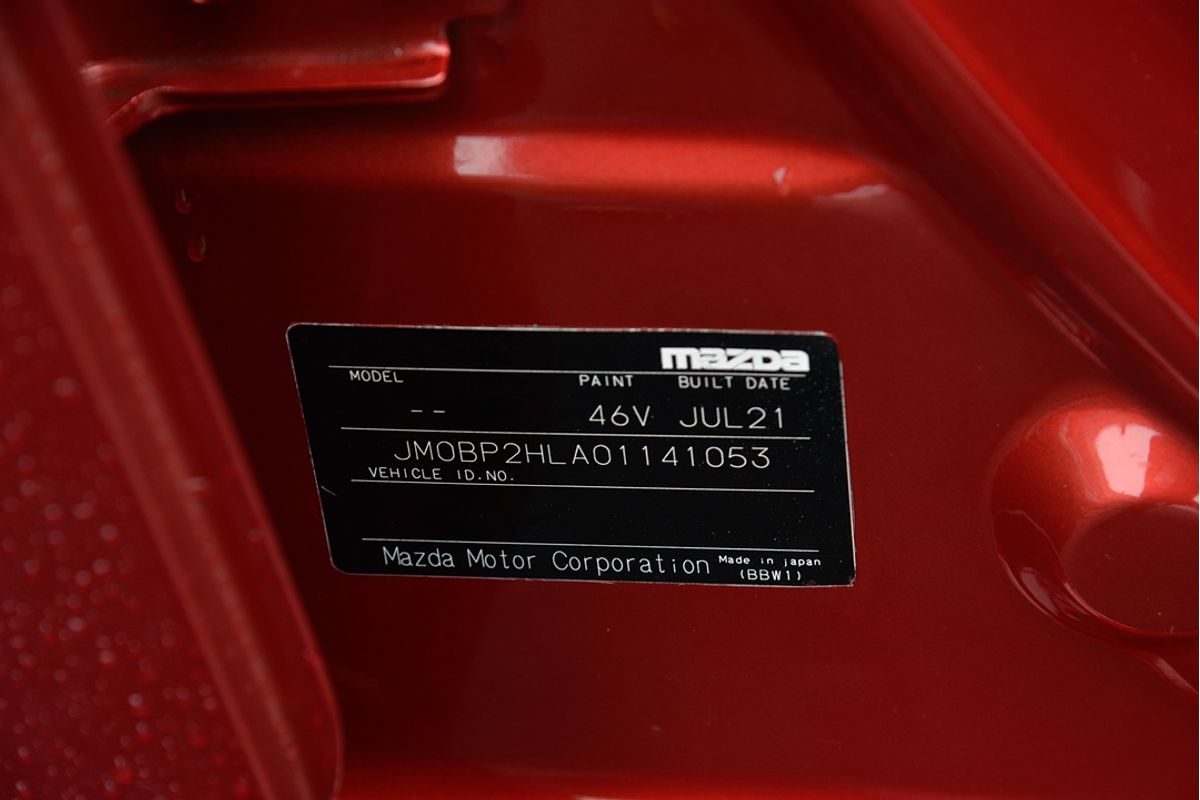 mazda
MODEL PAINT BUILT DATE
-- 46V JUL21
JM0BP2HLA01141053
VEHICLE ID.NO.
Mazda Motor Corporation Made in japan
(BBW1)